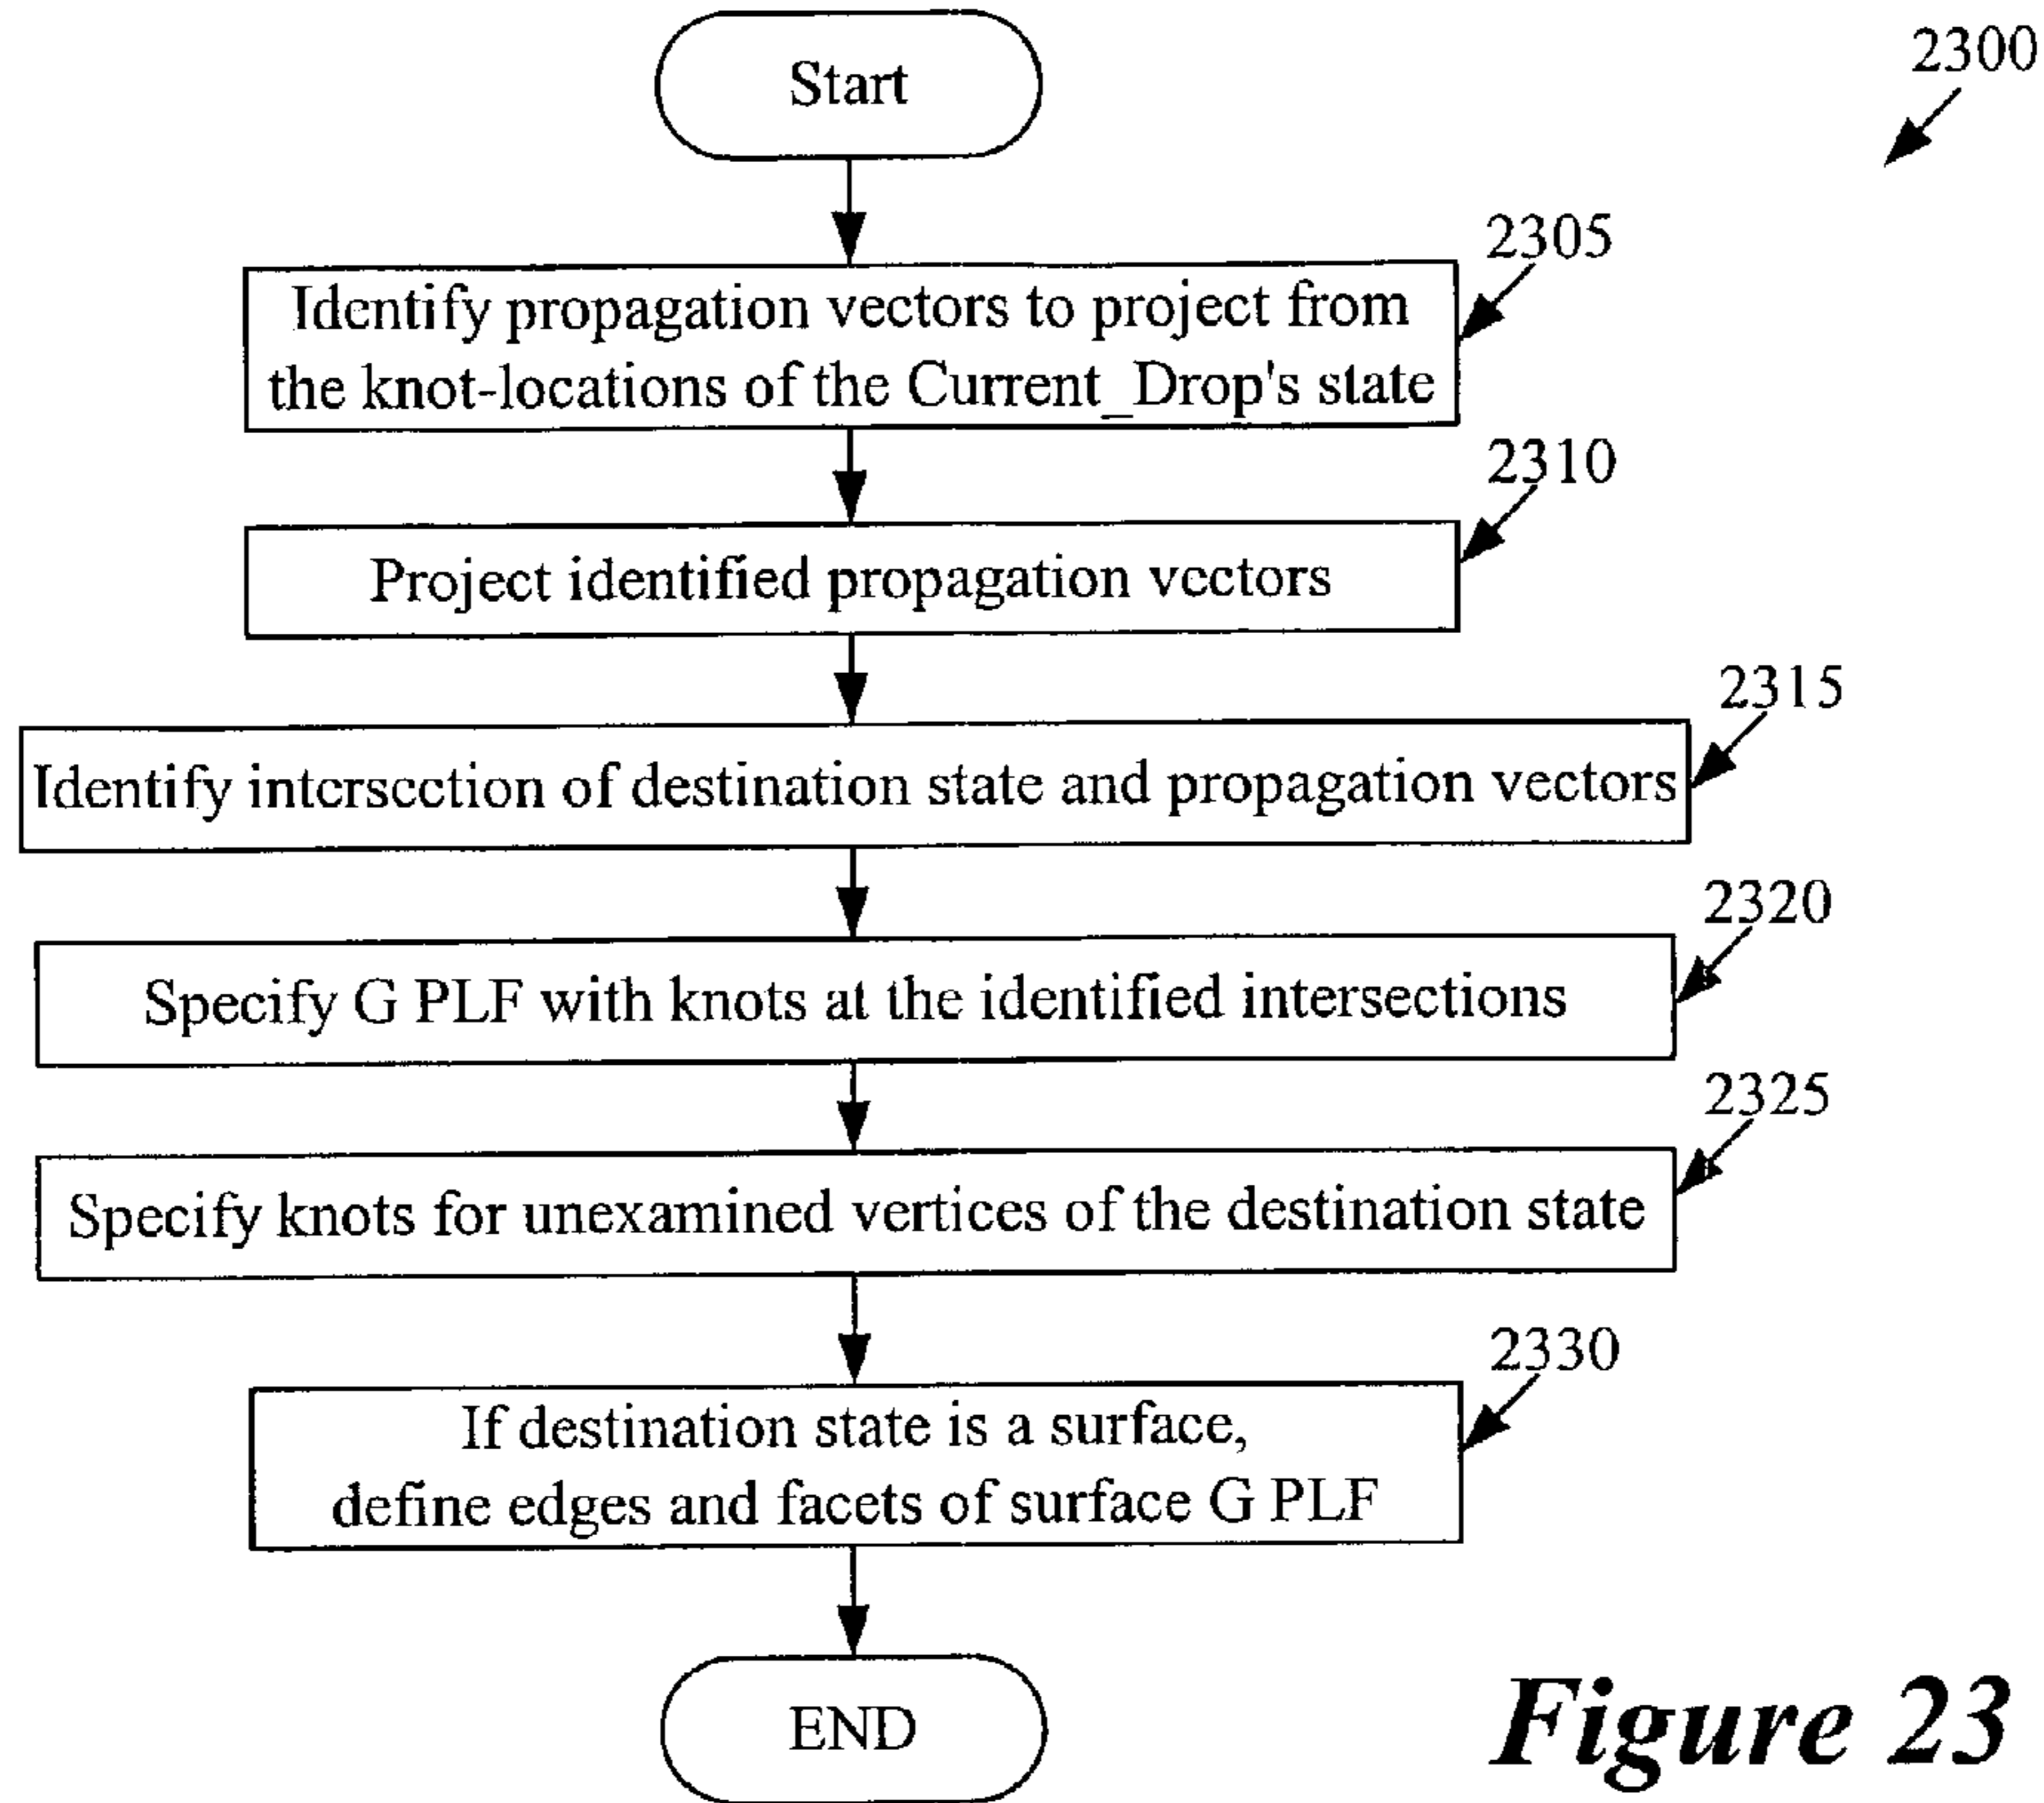 Start
2300
2305
Identify propagation vectors to project from
the knot-locations of the Current_Drop's state
2310
Project identified propagation vectors
2315
Identify intersection of destination state and propagation vectors
2320
Specify G PLF with knots at the identified intersections
2325
Specify knots for unexamined vertices of the destination state
2330
If destination state is a surface,
define edges and facets of surface G PLF
END
Figure 23